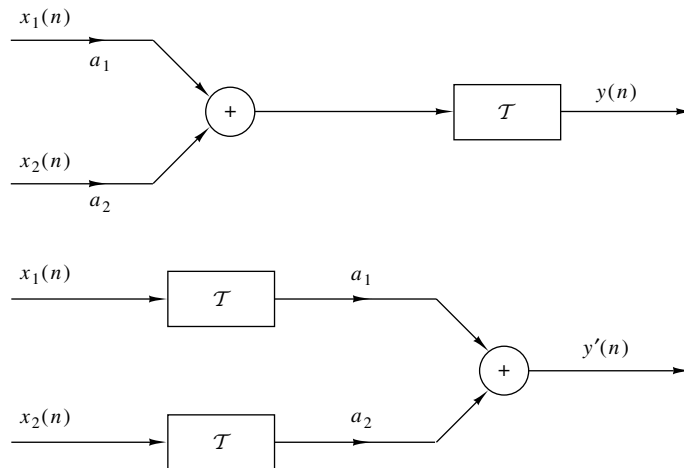 x₁(n)
a₁
+
𝒯
y(n)
x₂(n)
a₂
x₁(n)
𝒯
a₁
+
y′(n)
x₂(n)
𝒯
a₂